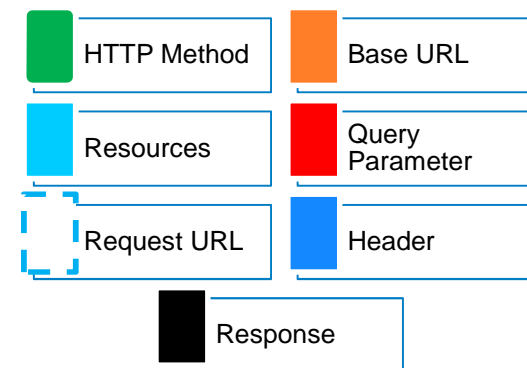 HTTP Method
Base URL
Resources
Query
Parameter
Request URL
Header
Response